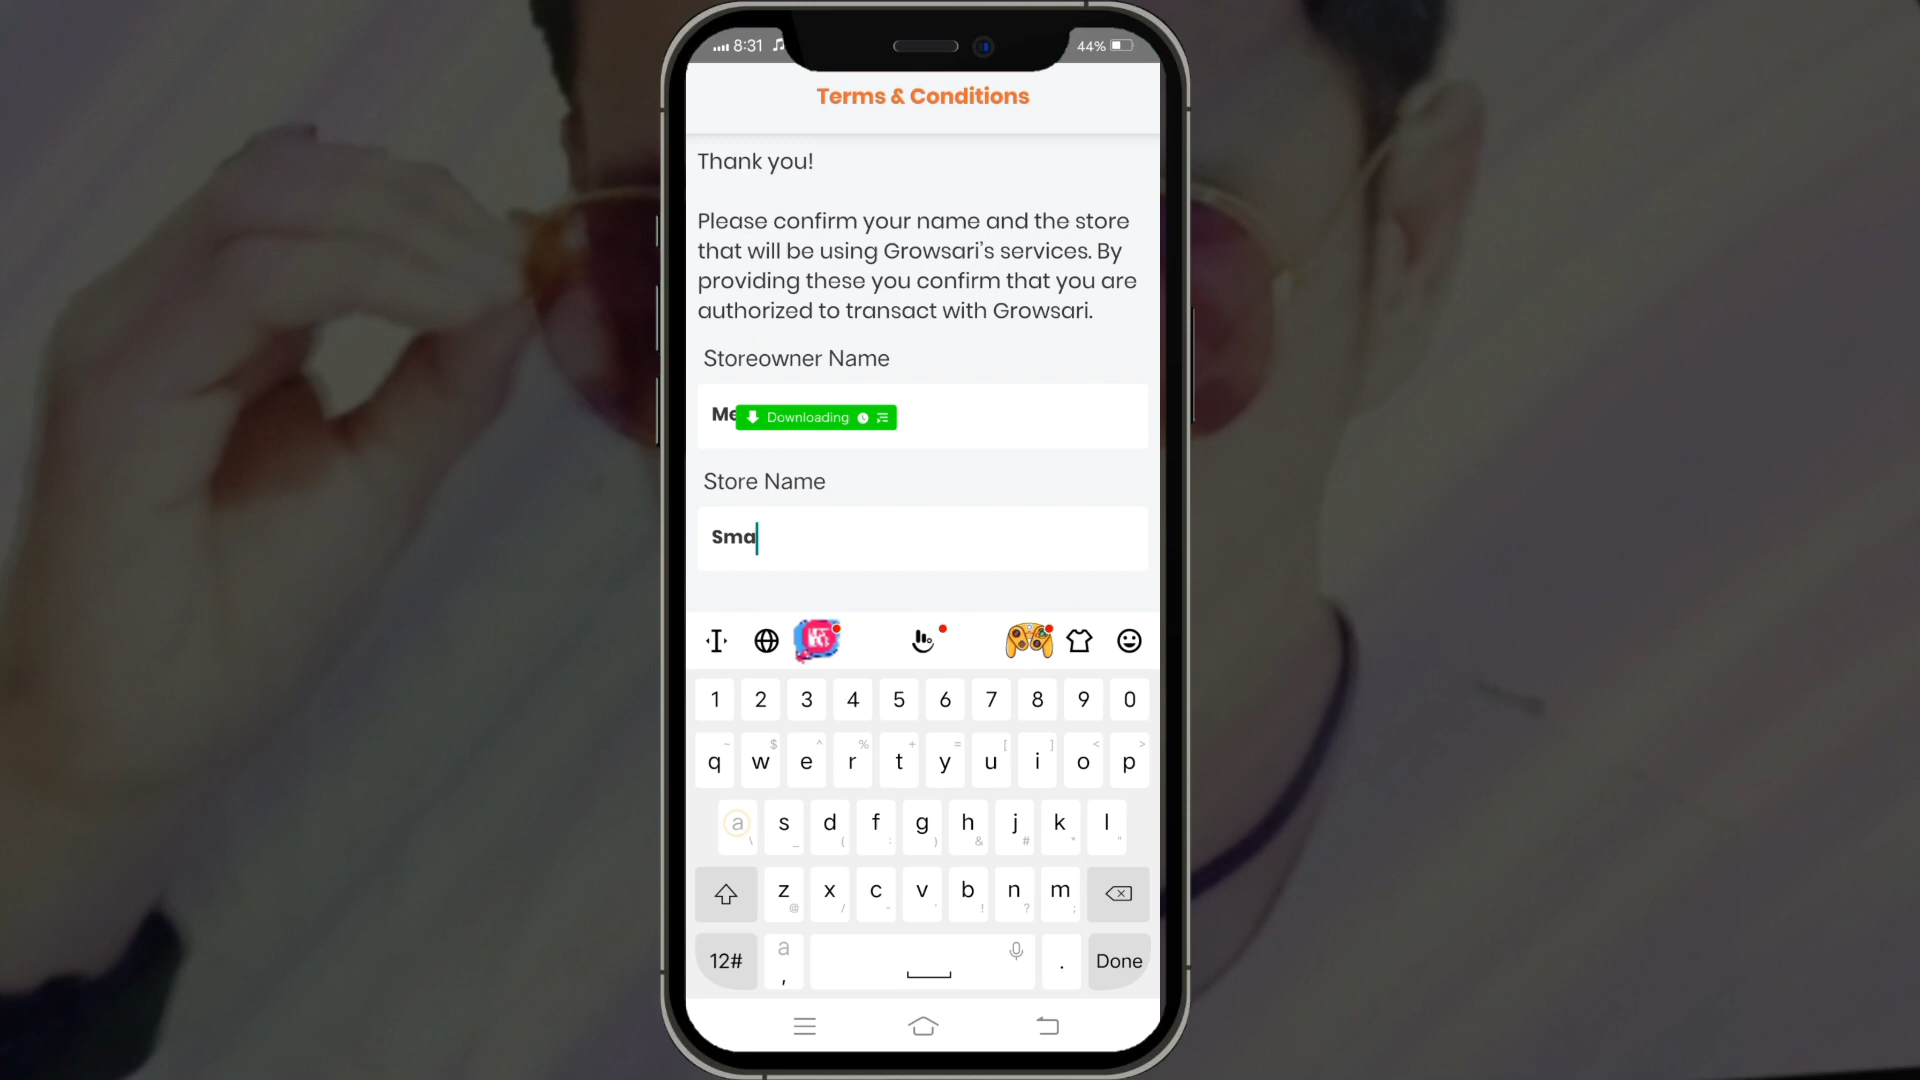 8:31
44%
Terms & Conditions
Thank you!
Please confirm your name and the store
that will be using Growsari's services. By
providing these you confirm that you are
authorized to transact with Growsari.
Storeowner Name
Me
Downloading
Store Name
Sma
1 2 3 4 5 6 7 8 9 0
~ $ ^ % + = [ ] < >
q w e r t y u i o p
a s d f g h j k l
\ _ ( : ) & # * "
z x c v b n m
@ / - ' ! ? ;
12# a , . Done